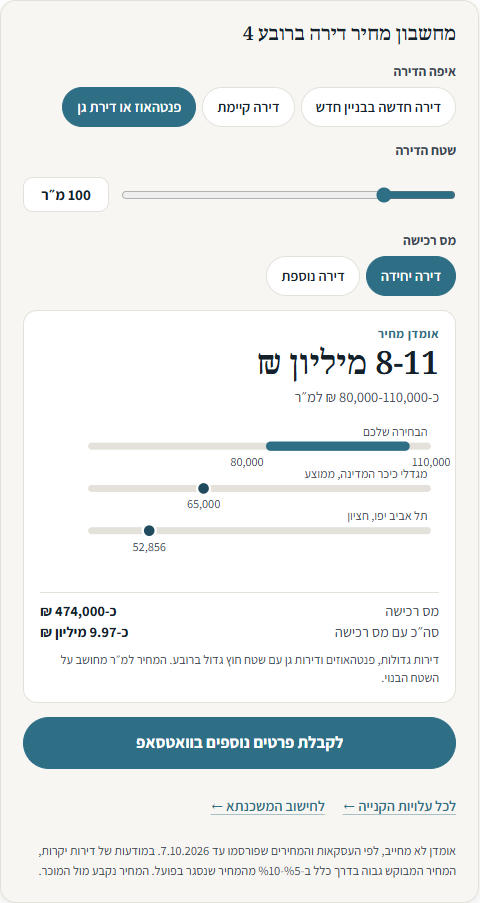 מחשבון מחיר דירה ברובע 4
איפה הדירה
דירה חדשה בבניין חדש
דירה קיימת
פנטהאוז או דירת גן
שטח הדירה
100 מ״ר
מס רכישה
דירה יחידה
דירה נוספת
אומדן מחיר
8-11 מיליון ₪
כ-80,000-110,000 ₪ למ״ר
הבחירה שלכם
110,000
80,000
מגדלי כיכר המדינה, ממוצע
65,000
תל אביב יפו, חציון
52,856
מס רכישה
כ-474,000 ₪
סה״כ עם מס רכישה
כ-9.97 מיליון ₪
דירות גדולות, פנטהאוזים ודירות גן עם שטח חוץ גדול ברובע. המחיר למ״ר מחושב על
השטח הבנוי.
לקבלת פרטים נוספים בוואטסאפ
לכל עלויות הקנייה ←
לחישוב המשכנתא ←
אומדן לא מחייב, לפי העסקאות והמחירים שפורסמו עד 7.10.2026. במודעות של דירות יקרות,
המחיר המבוקש גבוה בדרך כלל ב-5%-10% מהמחיר שנסגר בפועל. המחיר נקבע מול המוכר.